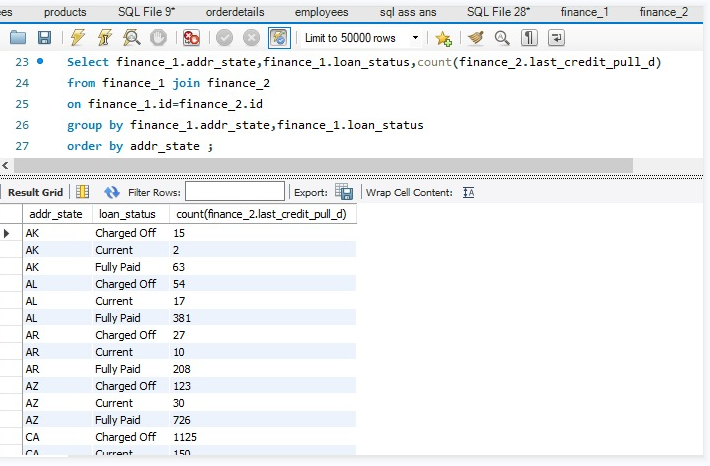 es products SQL File 9* orderdetails employees sql ass ans SQL File 28* finance_1 finance_2
Limit to 50000 rows
23 Select finance_1.addr_state,finance_1.loan_status,count(finance_2.last_credit_pull_d)
24 from finance_1 join finance_2
25 on finance_1.id=finance_2.id
26 group by finance_1.addr_state,finance_1.loan_status
27 order by addr_state ;
Result Grid Filter Rows: Export: Wrap Cell Content:
addr_state loan_status count(finance_2.last_credit_pull_d)
AK Charged Off 15
AK Current 2
AK Fully Paid 63
AL Charged Off 54
AL Current 17
AL Fully Paid 381
AR Charged Off 27
AR Current 10
AR Fully Paid 208
AZ Charged Off 123
AZ Current 30
AZ Fully Paid 726
CA Charged Off 1125
CA Current 150